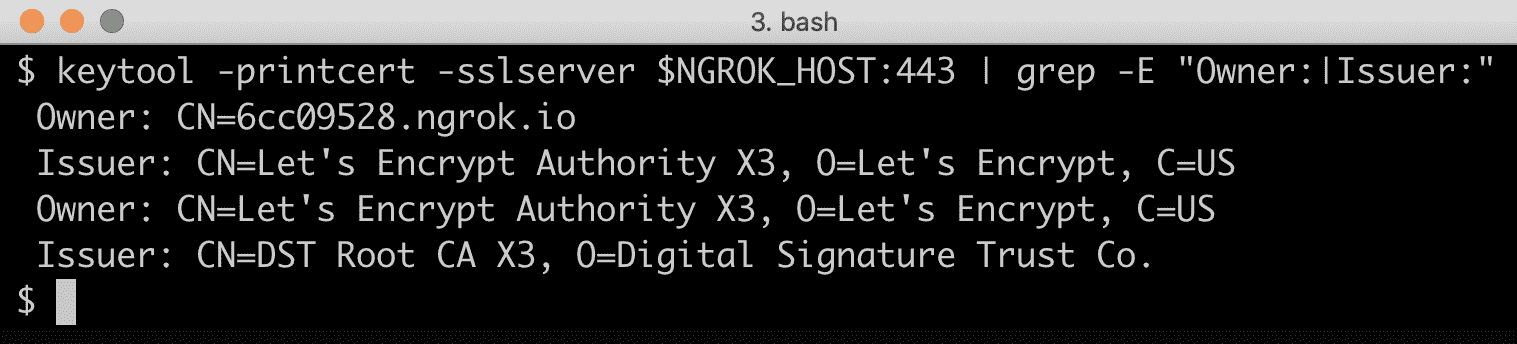 3. bash
$ keytool -printcert -sslserver $NGROK_HOST:443 | grep -E "Owner:|Issuer:"
Owner: CN=6cc09528.ngrok.io
Issuer: CN=Let's Encrypt Authority X3, O=Let's Encrypt, C=US
Owner: CN=Let's Encrypt Authority X3, O=Let's Encrypt, C=US
Issuer: CN=DST Root CA X3, O=Digital Signature Trust Co.
$